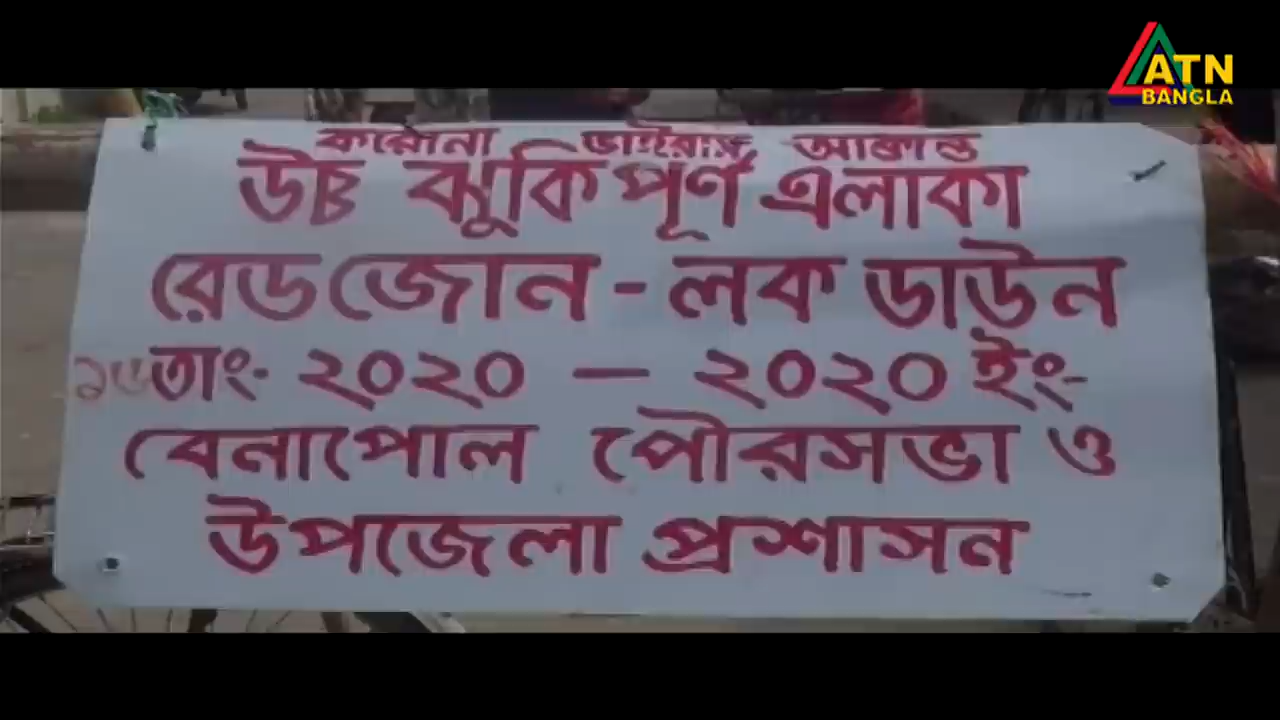 ATN
BANGLA
করোনা ভাইরাস আক্রান্ত
উচ্চ ঝুকিপূর্ণ এলাকা
রেডজোন - লক ডাউন
তাং- ২০২০ — ২০২০ ইং-
বেনাপোল পৌরসভা ও
উপজেলা প্রশাসন